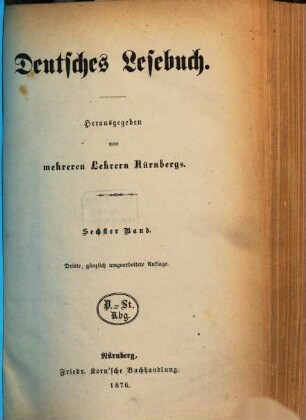 Deutsches Lesebuch.
Herausgegeben
von
mehreren Lehrern Nürnbergs.
Sechster Band.
Dritte, gänzlich umgearbeitete Auflage.
P.-St.
Abg.
Nürnberg,
Friedr. Korn'sche Buchhandlung.
1876.